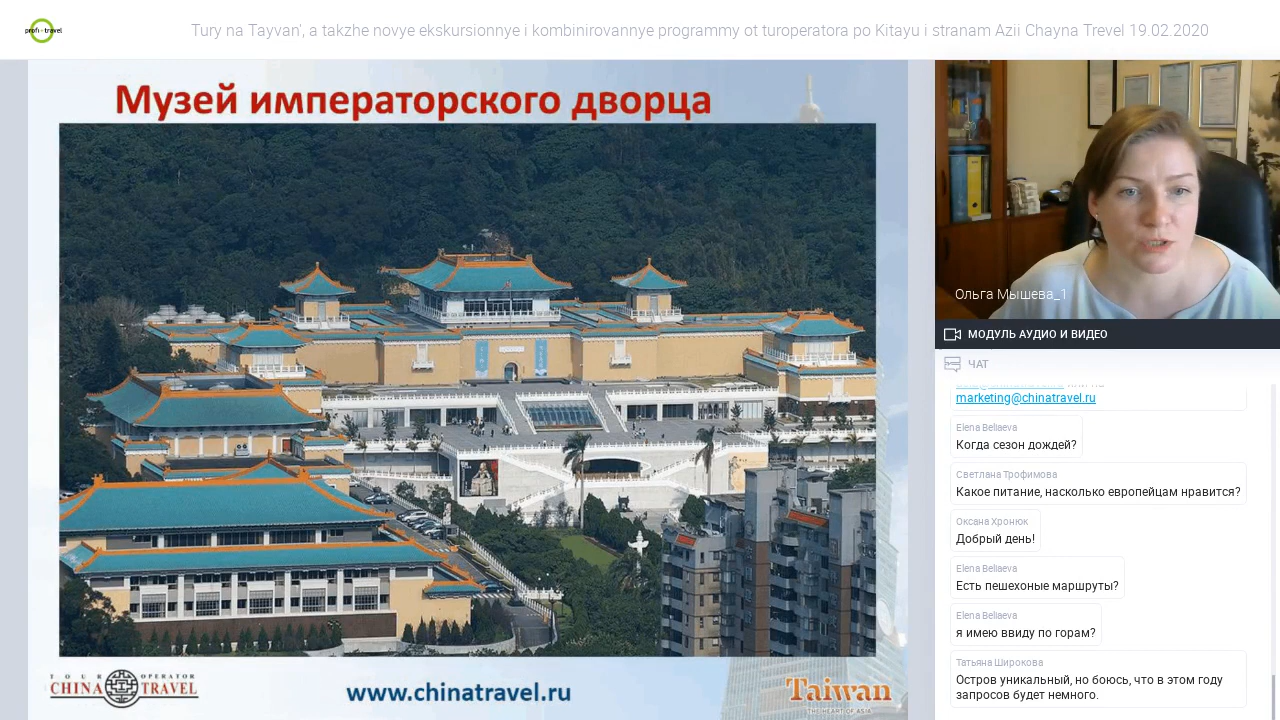 profi travel
Tury na Tayvan', a takzhe novye ekskursionnye i kombinirovannye programmy ot turoperatora po Kitayu i stranam Azii Chayna Trevel 19.02.2020
Музей императорского дворца
TOUR OPERATOR
CHINA TRAVEL
www.chinatravel.ru
Taiwan
THE HEART OF ASIA
Ольга Мышева_1
МОДУЛЬ АУДИО И ВИДЕО
ЧАТ
marketing@chinatravel.ru
Elena Beliaeva
Когда сезон дождей?
Светлана Трофимова
Какое питание, насколько европейцам нравится?
Оксана Хронюк
Добрый день!
Elena Beliaeva
Есть пешехоные маршруты?
Elena Beliaeva
я имею ввиду по горам?
Татьяна Широкова
Остров уникальный, но боюсь, что в этом году
запросов будет немного.